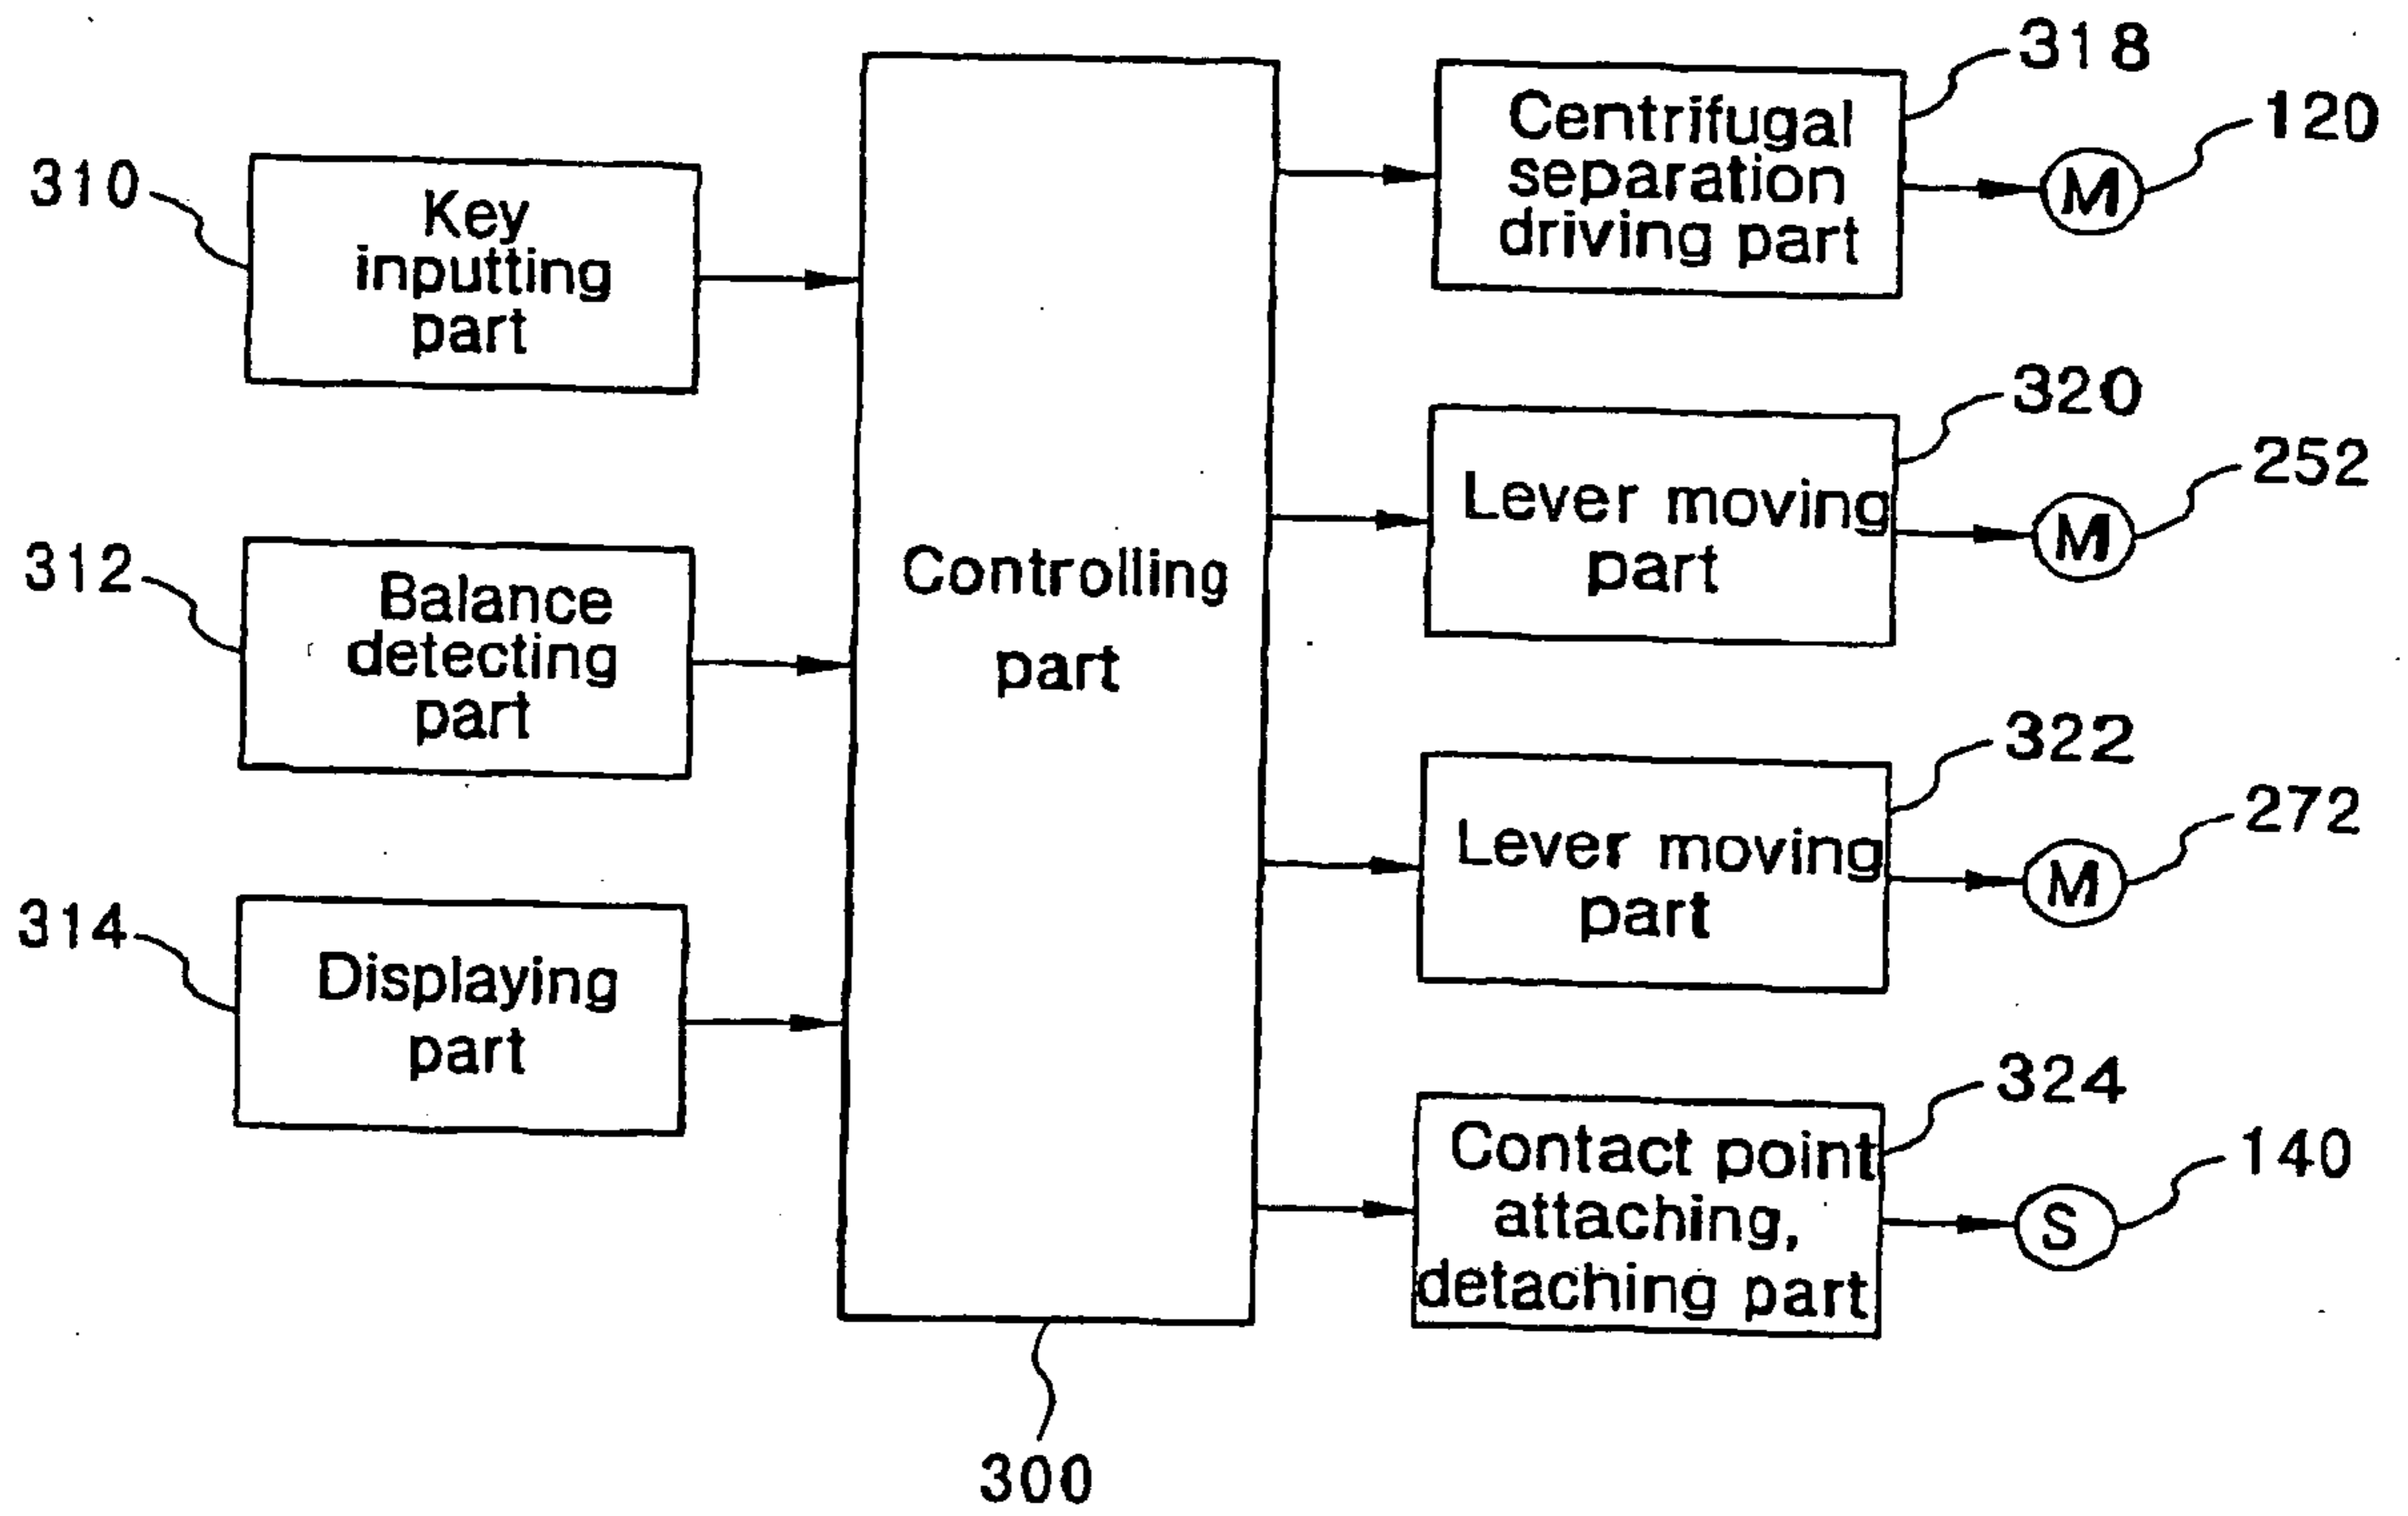 310
Key
inputting
part
312
Balance
detecting
part
314
Displaying
part
Controlling
part
300
318
Centrifugal
separation
driving part
120
M
320
Lever moving
part
252
M
322
Lever moving
part
272
M
324
Contact point
attaching,
detaching part
140
S